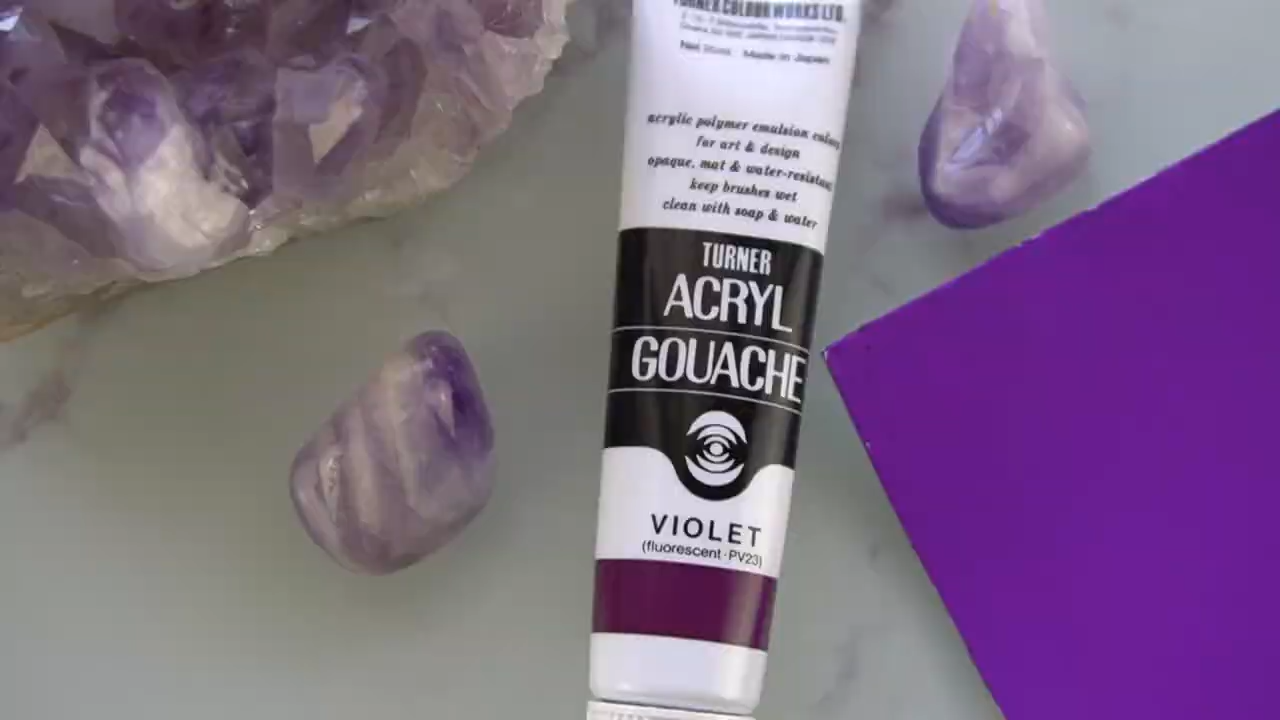 TURNER COLOUR WORKS LTD.
Made in Japan
acrylic polymer emulsion colors
for art & design
opaque, mat & water-resistant
keep brushes wet
clean with soap & water
TURNER
ACRYL
GOUACHE
VIOLET
(fluorescent·PV23)